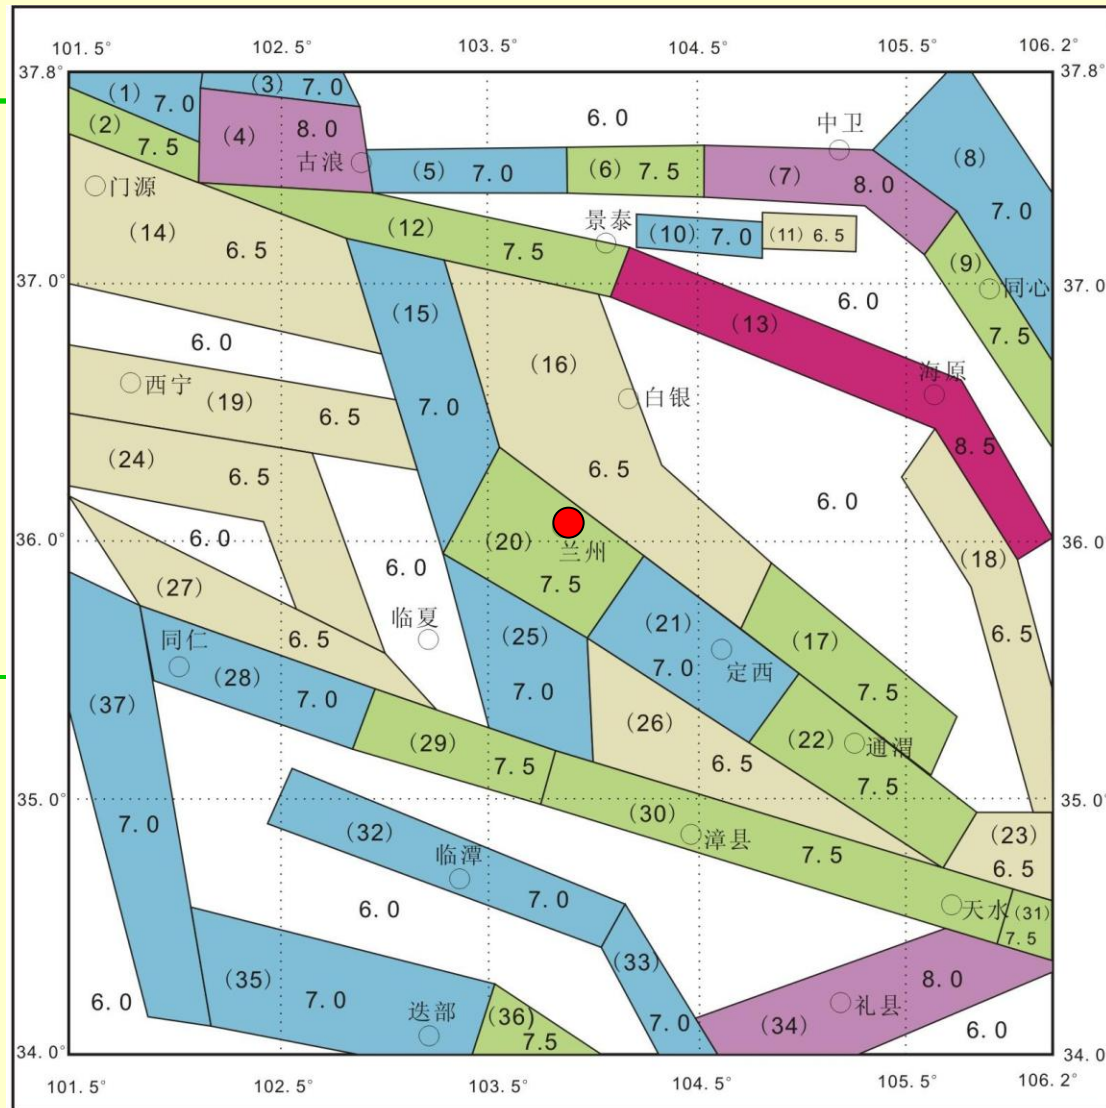 101.5° 102.5° 103.5° 104.5° 105.5° 106.2°
37.8° 37.8°
(1) 7.0
(3) 7.0
(2) 7.5
(4) 8.0
古浪
6.0
中卫
(5) 7.0
(6) 7.5
(7) 8.0
(8) 7.0
门源
(14) 6.5
(12) 7.5
景泰
(10) 7.0
(11) 6.5
(9) 7.5
同心
37.0° 37.0°
6.0
(15) 7.0
(16) 6.5
(13) 8.5
6.0
海原
西宁
(19) 6.5
白银
(24) 6.5
6.0
(20) 7.5
兰州
6.0
36.0° 36.0°
6.0
(18) 6.5
(27) 6.5
临夏
(25) 7.0
(21) 7.0
定西
(17) 7.5
同仁
(28) 7.0
(37) 7.0
(29) 7.5
(26) 6.5
(22) 7.5
通渭
35.0° 35.0°
(32) 7.0
临潭
(30) 7.5
漳县
(23) 6.5
6.0
天水
(31) 7.5
(33) 7.0
(35) 7.0
6.0
迭部
(36) 7.5
(34) 8.0
礼县
6.0
34.0° 34.0°
101.5° 102.5° 103.5° 104.5° 105.5° 106.2°